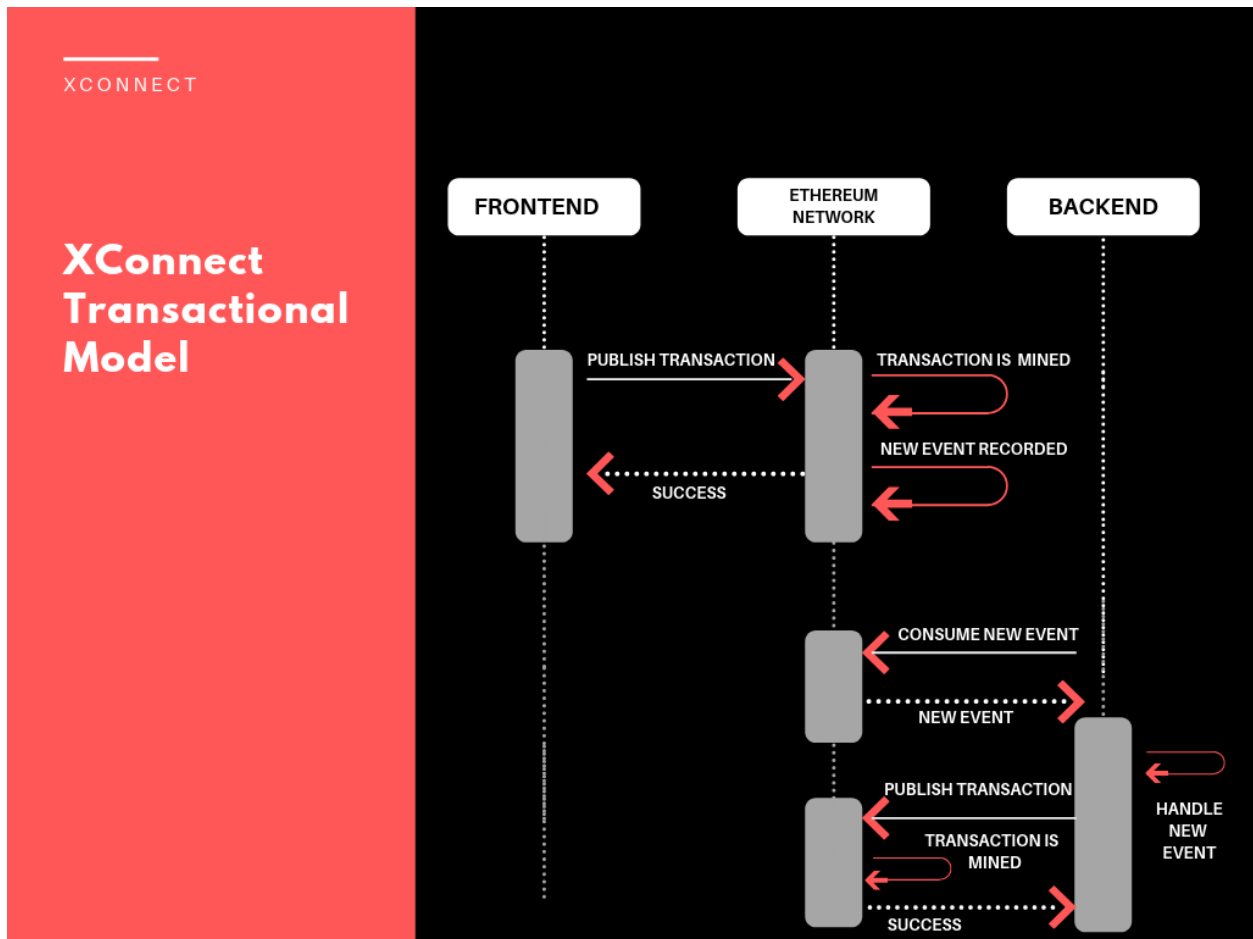 XCONNECT
XConnect
Transactional
Model
FRONTEND
ETHEREUM
NETWORK
BACKEND
PUBLISH TRANSACTION
TRANSACTION IS MINED
NEW EVENT RECORDED
SUCCESS
CONSUME NEW EVENT
NEW EVENT
PUBLISH TRANSACTION
HANDLE
NEW
EVENT
TRANSACTION IS
MINED
SUCCESS